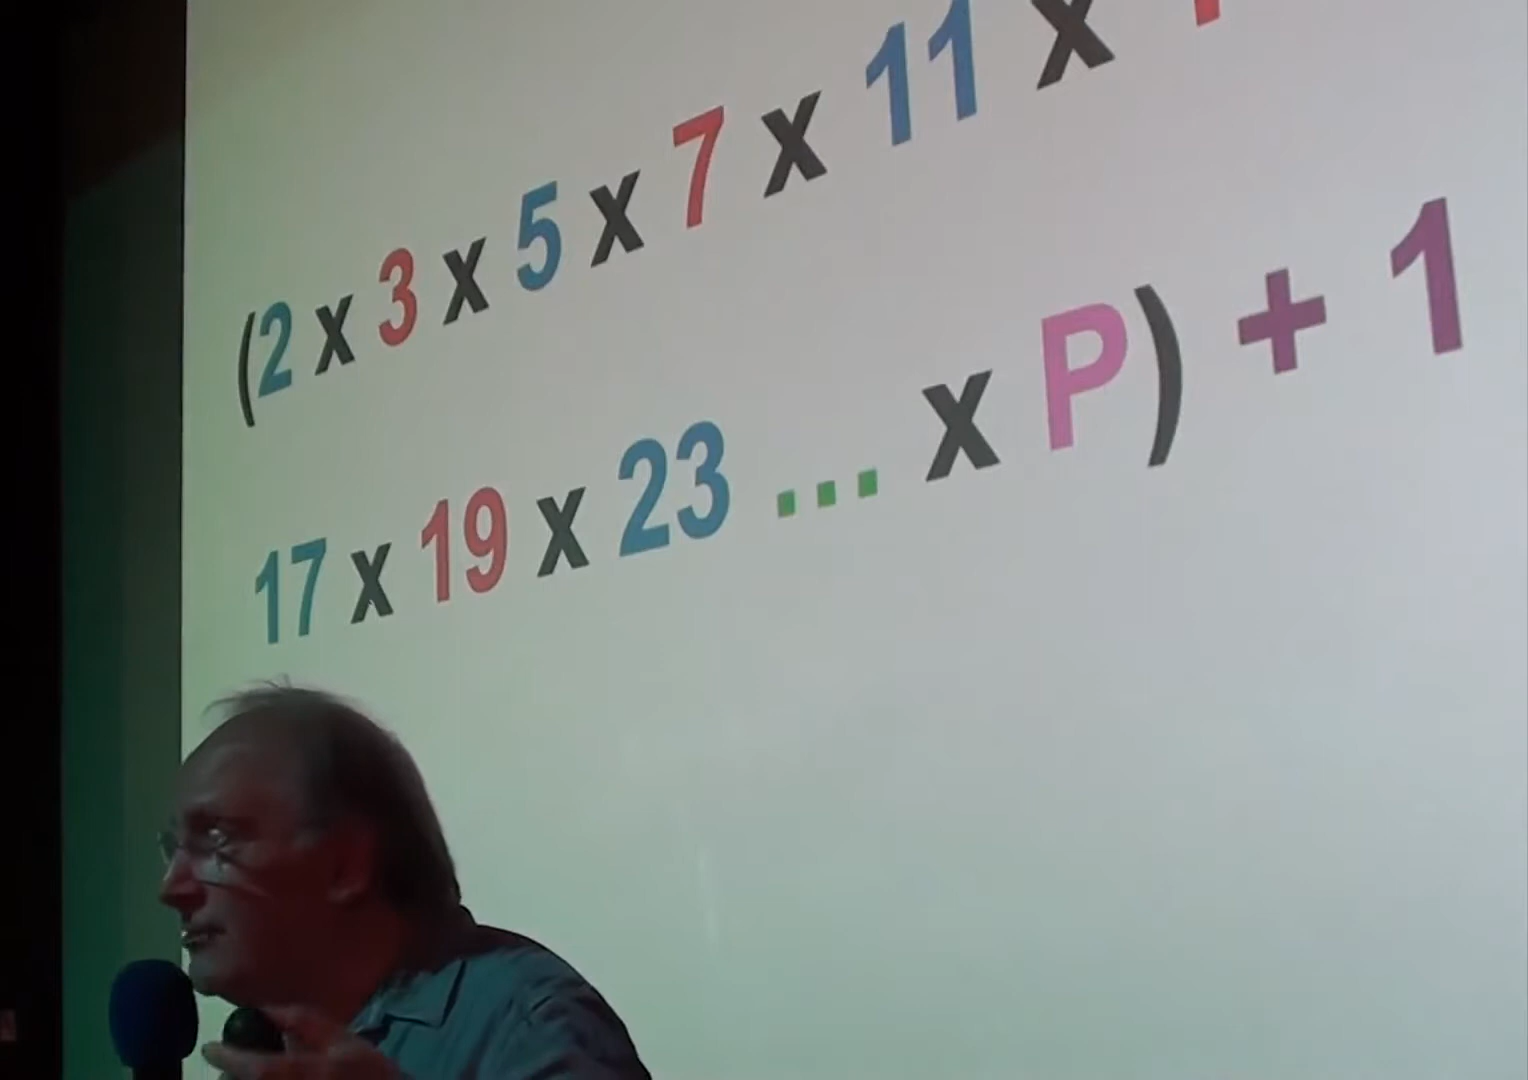 (2 x 3 x 5 x 7 x 11 x
17 x 19 x 23 ... x P) + 1